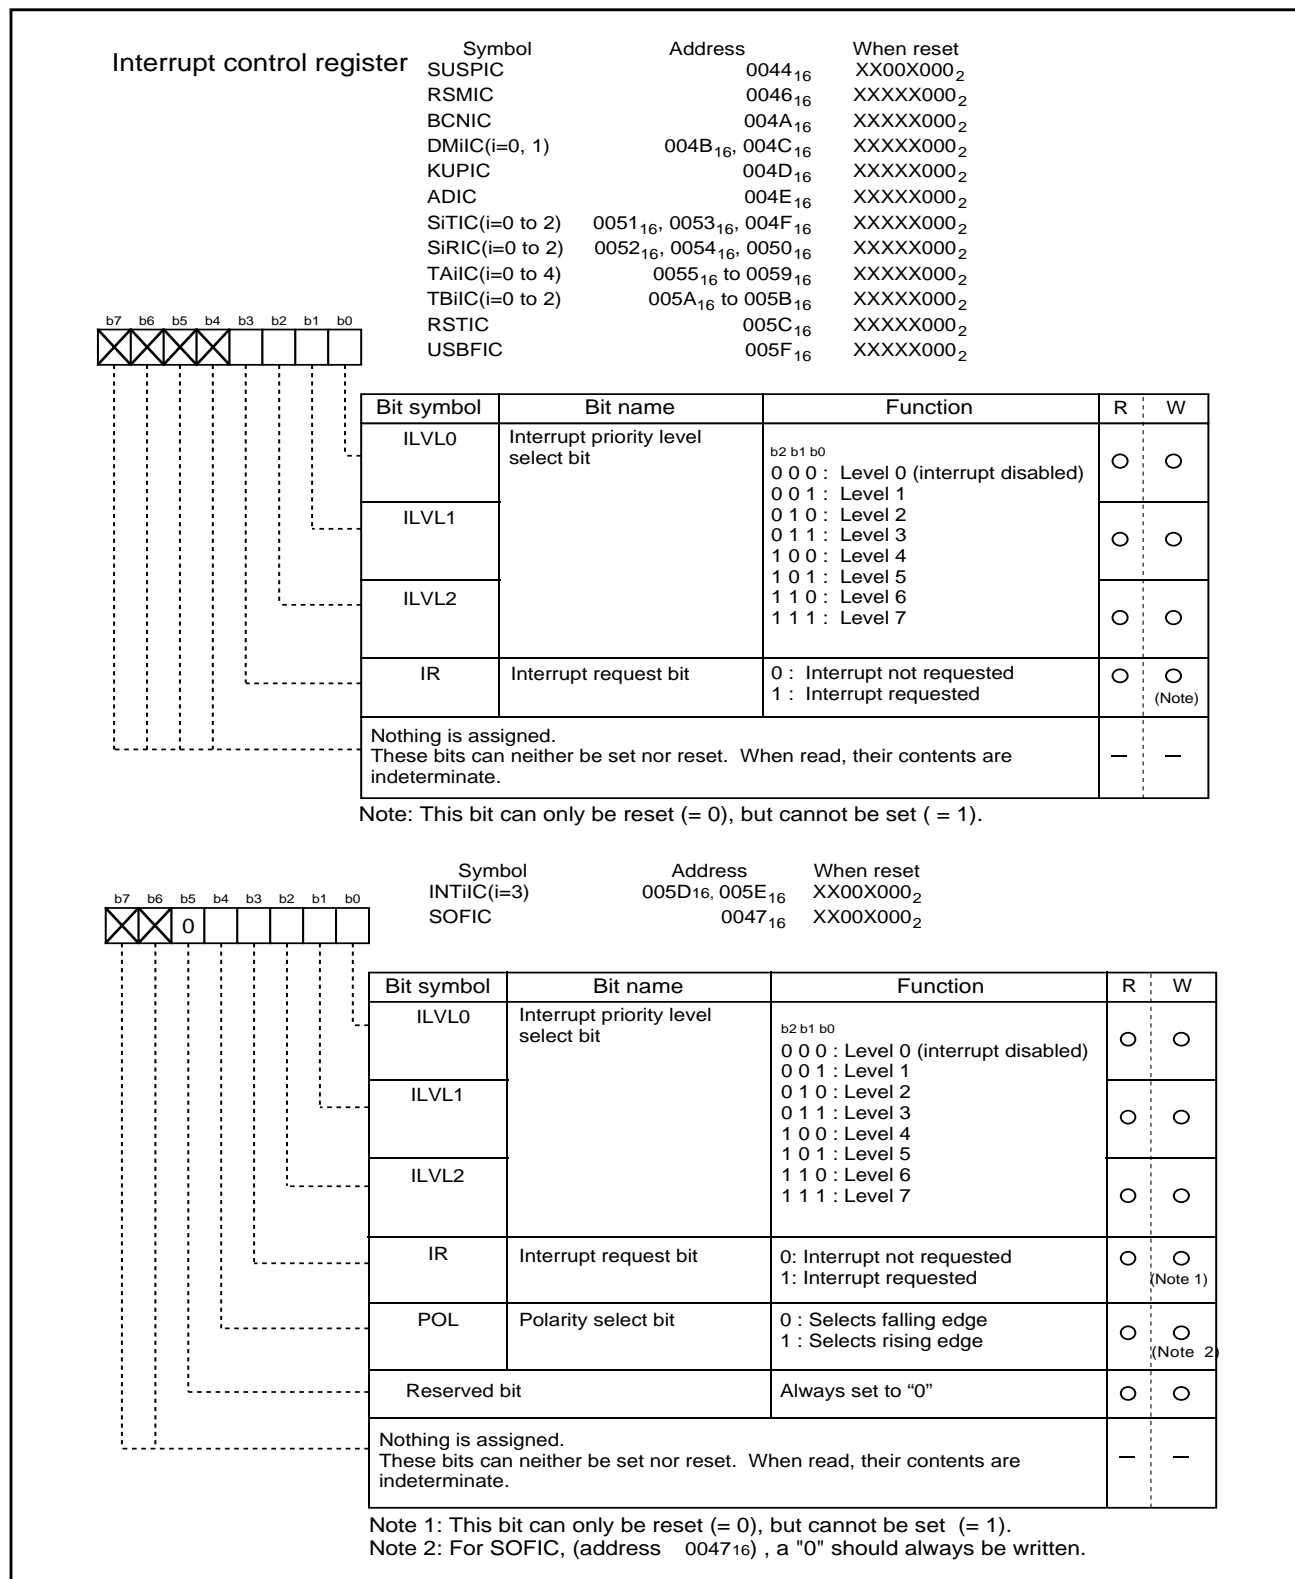 Interrupt control register
Symbol Address When reset
SUSPIC 0044₁₆ XX00X000₂
RSMIC 0046₁₆ XXXXX000₂
BCNIC 004A₁₆ XXXXX000₂
DMiIC(i=0, 1) 004B₁₆, 004C₁₆ XXXXX000₂
KUPIC 004D₁₆ XXXXX000₂
ADIC 004E₁₆ XXXXX000₂
SiTIC(i=0 to 2) 0051₁₆, 0053₁₆, 004F₁₆ XXXXX000₂
SiRIC(i=0 to 2) 0052₁₆, 0054₁₆, 0050₁₆ XXXXX000₂
TAiIC(i=0 to 4) 0055₁₆ to 0059₁₆ XXXXX000₂
TBiIC(i=0 to 2) 005A₁₆ to 005B₁₆ XXXXX000₂
RSTIC 005C₁₆ XXXXX000₂
USBFIC 005F₁₆ XXXXX000₂
b7 b6 b5 b4 b3 b2 b1 b0
Bit symbol Bit name Function R W
ILVL0 Interrupt priority level
select bit
b2 b1 b0
0 0 0 : Level 0 (interrupt disabled)
0 0 1 : Level 1
ILVL1 0 1 0 : Level 2
0 1 1 : Level 3
1 0 0 : Level 4
1 0 1 : Level 5
ILVL2 1 1 0 : Level 6
1 1 1 : Level 7
IR Interrupt request bit 0 : Interrupt not requested
1 : Interrupt requested
(Note)
Nothing is assigned.
These bits can neither be set nor reset. When read, their contents are
indeterminate.
Note: This bit can only be reset (= 0), but cannot be set ( = 1).
Symbol Address When reset
INTiIC(i=3) 005D16, 005E₁₆ XX00X000₂
SOFIC 0047₁₆ XX00X000₂
b7 b6 b5 b4 b3 b2 b1 b0
0
Bit symbol Bit name Function R W
ILVL0 Interrupt priority level
select bit
b2 b1 b0
0 0 0 : Level 0 (interrupt disabled)
0 0 1 : Level 1
ILVL1 0 1 0 : Level 2
0 1 1 : Level 3
1 0 0 : Level 4
1 0 1 : Level 5
ILVL2 1 1 0 : Level 6
1 1 1 : Level 7
IR Interrupt request bit 0: Interrupt not requested
1: Interrupt requested
(Note 1)
POL Polarity select bit 0 : Selects falling edge
1 : Selects rising edge
(Note 2)
Reserved bit Always set to “0”
Nothing is assigned.
These bits can neither be set nor reset. When read, their contents are
indeterminate.
Note 1: This bit can only be reset (= 0), but cannot be set (= 1).
Note 2: For SOFIC, (address 004716) , a "0" should always be written.